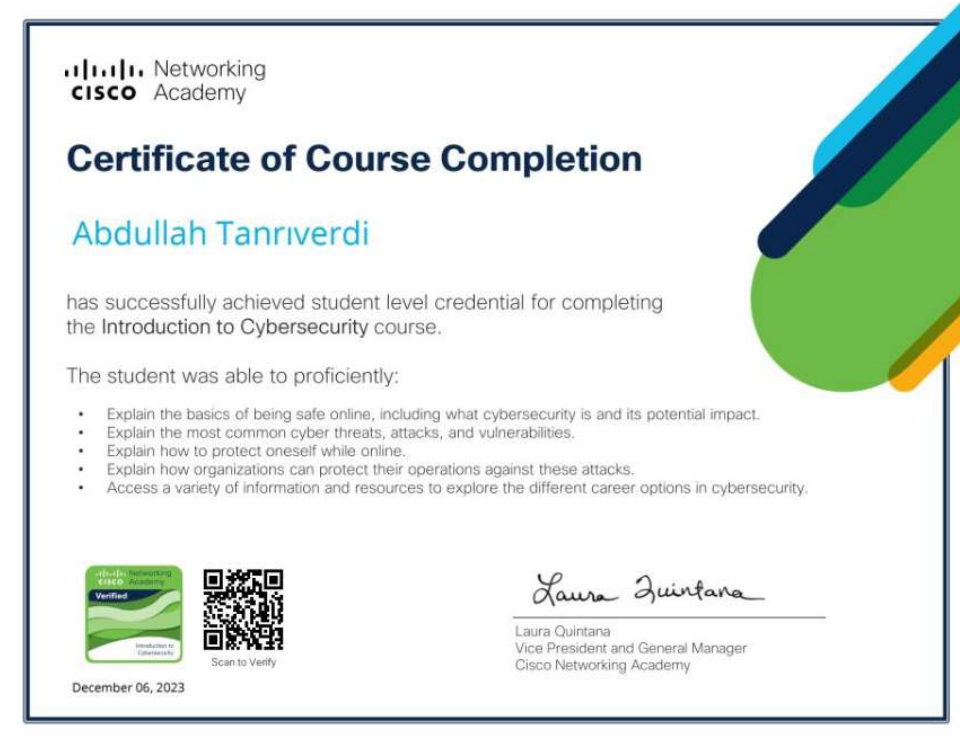 Networking
CISCO Academy
Certificate of Course Completion
Abdullah Tanrıverdi
has successfully achieved student level credential for completing
the Introduction to Cybersecurity course.
The student was able to proficiently:
• Explain the basics of being safe online, including what cybersecurity is and its potential impact.
• Explain the most common cyber threats, attacks, and vulnerabilities.
• Explain how to protect oneself while online.
• Explain how organizations can protect their operations against these attacks.
• Access a variety of information and resources to explore the different career options in cybersecurity.
Networking
CISCO Academy
Verified
Introduction to
Cybersecurity
Scan to Verify
December 06, 2023
Laura Quintana
Laura Quintana
Vice President and General Manager
Cisco Networking Academy